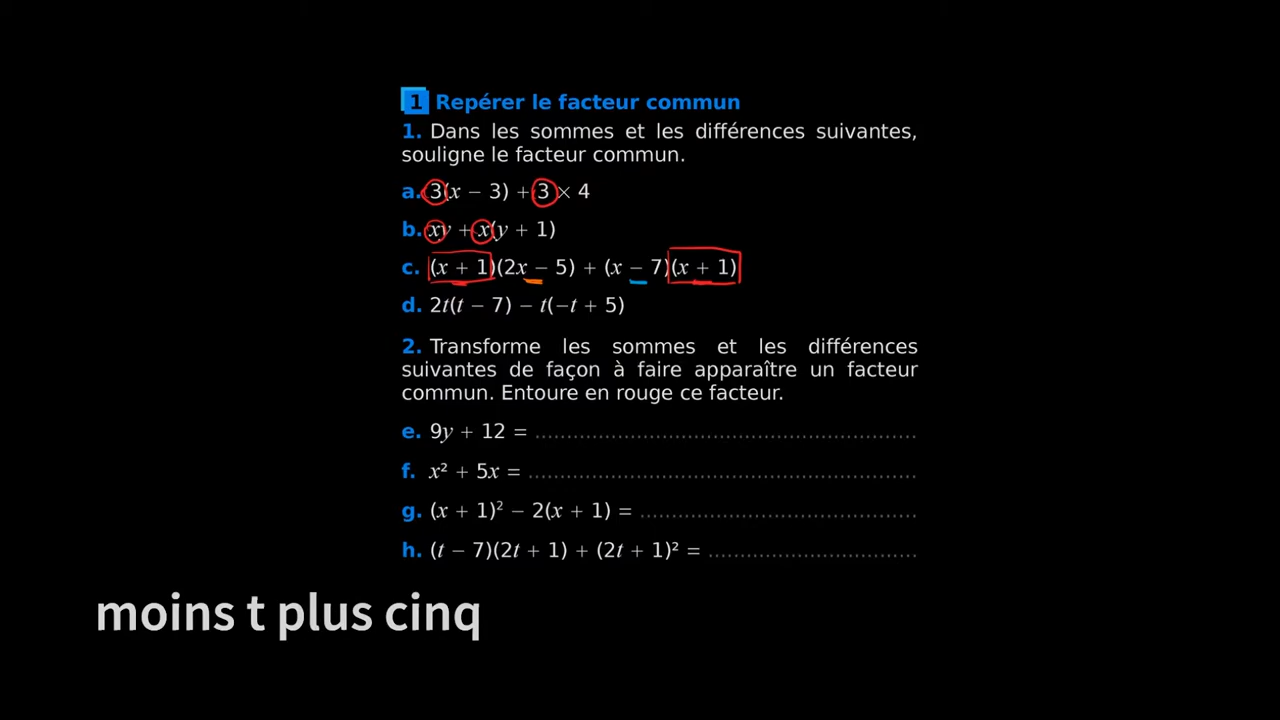 1 Repérer le facteur commun
1. Dans les sommes et les différences suivantes,
souligne le facteur commun.
a. 3(x − 3) + 3 × 4
b. xy + x(y + 1)
c. (x + 1)(2x − 5) + (x − 7)(x + 1)
d. 2t(t − 7) − t(−t + 5)
2. Transforme les sommes et les différences
suivantes de façon à faire apparaître un facteur
commun. Entoure en rouge ce facteur.
e. 9y + 12 = ........................................................
f. x² + 5x = ........................................................
g. (x + 1)² − 2(x + 1) = ........................................
h. (t − 7)(2t + 1) + (2t + 1)² = ..............................
moins t plus cinq